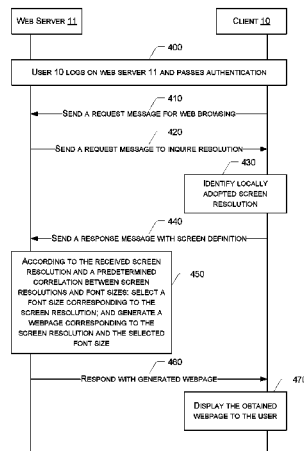 WEB SERVER 11
CLIENT 10
400
USER 10 LOGS ON WEB SERVER 11 AND PASSES AUTHENTICATION
410
SEND A REQUEST MESSAGE FOR WEB BROWSING
420
SEND A REQUEST MESSAGE TO INQUIRE RESOLUTION
430
IDENTIFY LOCALLY
ADOPTED SCREEN
RESOLUTION
440
SEND A RESPONSE MESSAGE WITH SCREEN DEFINITION
450
ACCORDING TO THE RECEIVED SCREEN
RESOLUTION AND A PREDETERMINED
CORRELATION BETWEEN SCREEN
RESOLUTIONS AND FONT SIZES: SELECT A
FONT SIZE CORRESPONDING TO THE
SCREEN RESOLUTION; AND GENERATE A
WEBPAGE CORRESPONDING TO THE
SCREEN RESOLUTION AND THE SELECTED
FONT SIZE
460
RESPOND WITH GENERATED WEBPAGE
470
DISPLAY THE OBTAINED
WEBPAGE TO THE USER